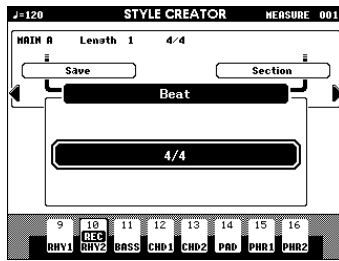 ♩=120 STYLE CREATOR MEASURE 001
MAIN A Length 1 4/4
Save Section
Beat
4/4
9 10 11 12 13 14 15 16
REC
RHY1 RHY2 BASS CHD1 CHD2 PAD PHR1 PHR2